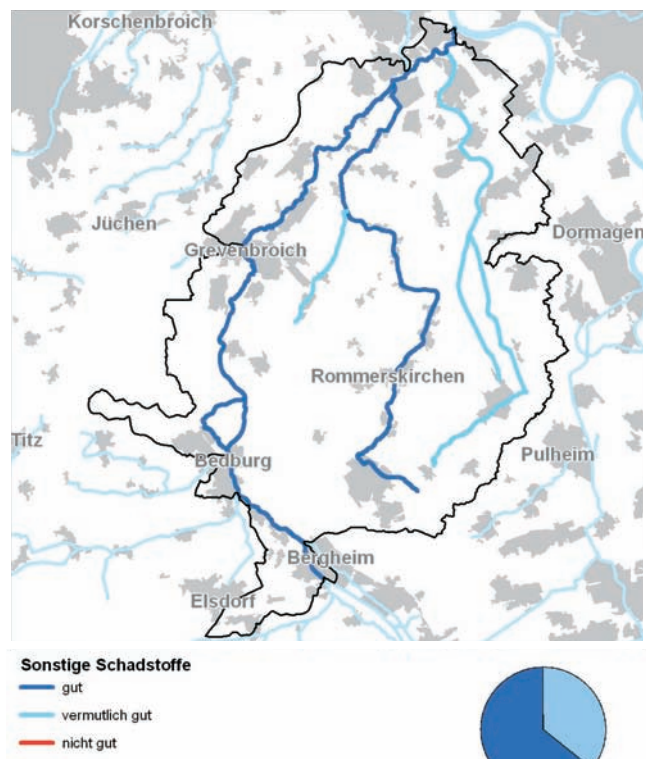 Korschenbroich
Jüchen
Dormagen
Grevenbroich
Rommerskirchen
Titz
Bedburg
Pulheim
Bergheim
Elsdorf
Sonstige Schadstoffe
gut
vermutlich gut
nicht gut